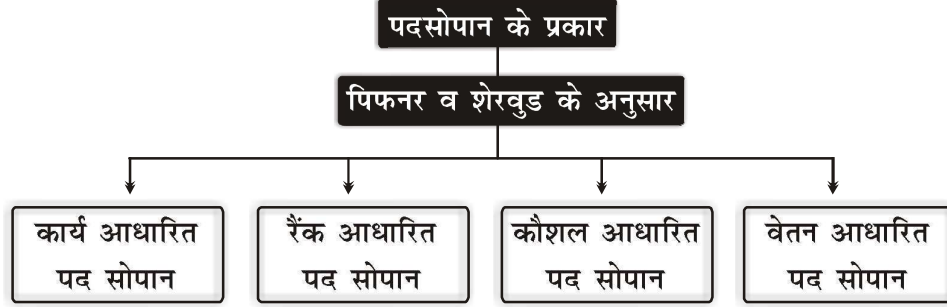 पदसोपान के प्रकार
पिफनर व शेरवुड के अनुसार
कार्य आधारित
पद सोपान
रैंक आधारित
पद सोपान
कौशल आधारित
पद सोपान
वेतन आधारित
पद सोपान